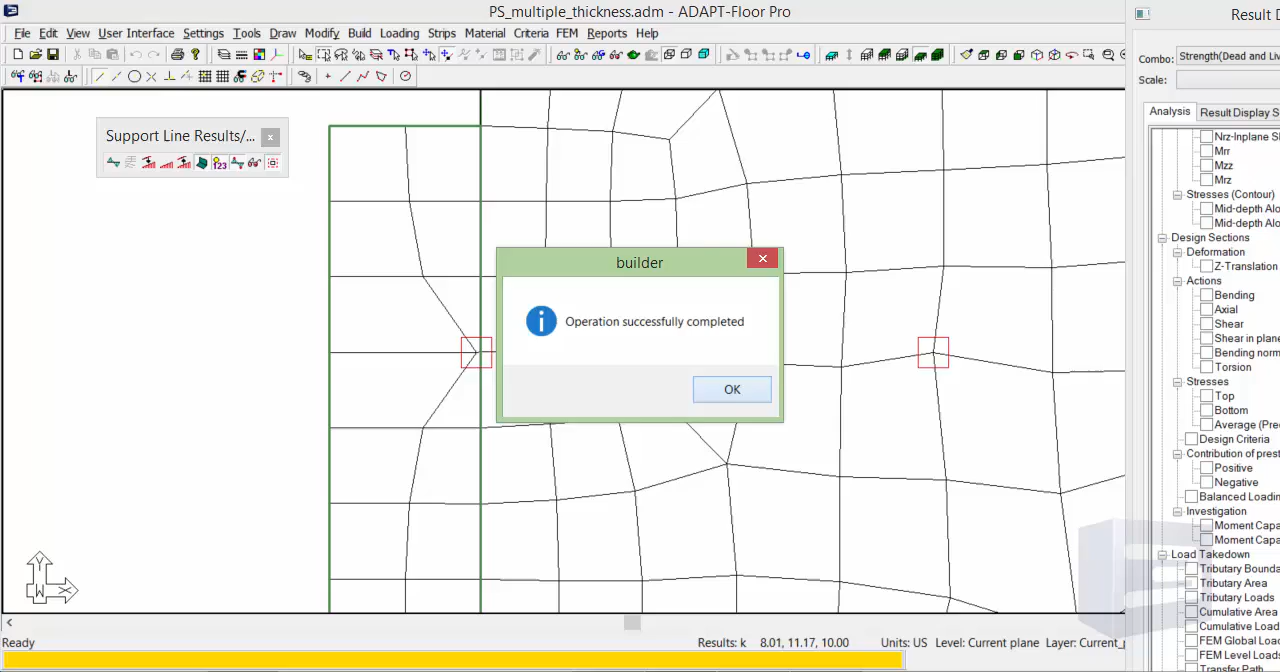 PS_multiple_thickness.adm - ADAPT-Floor Pro
Result D
File Edit View User Interface Settings Tools Draw Modify Build Loading Strips Material Criteria FEM Reports Help
Combo: Strength(Dead and Liv
Scale:
Analysis Result Display S
Support Line Results/... x
123
Nrz-Inplane S
Mrr
Mzz
Mrz
Stresses (Contour)
Mid-depth Alo
Mid-depth Alo
Design Sections
Deformation
Z-Translation
Actions
Bending
Axial
Shear
Shear in plane
Bending norm
Torsion
Stresses
Top
Bottom
Average (Prec
Design Criteria
Contribution of prest
Positive
Negative
Balanced Loadin
Investigation
Moment Capa
Moment Capa
Load Takedown
Tributary Bounda
Tributary Area
Tributary Loads
Cumulative Area
Cumulative Load
FEM Global Load
FEM Level Loads
Transfer Path
builder
Operation successfully completed
OK
Y
W X
Ready
Results: k 8.01, 11.17, 10.00 Units: US Level: Current plane Layer: Current_p